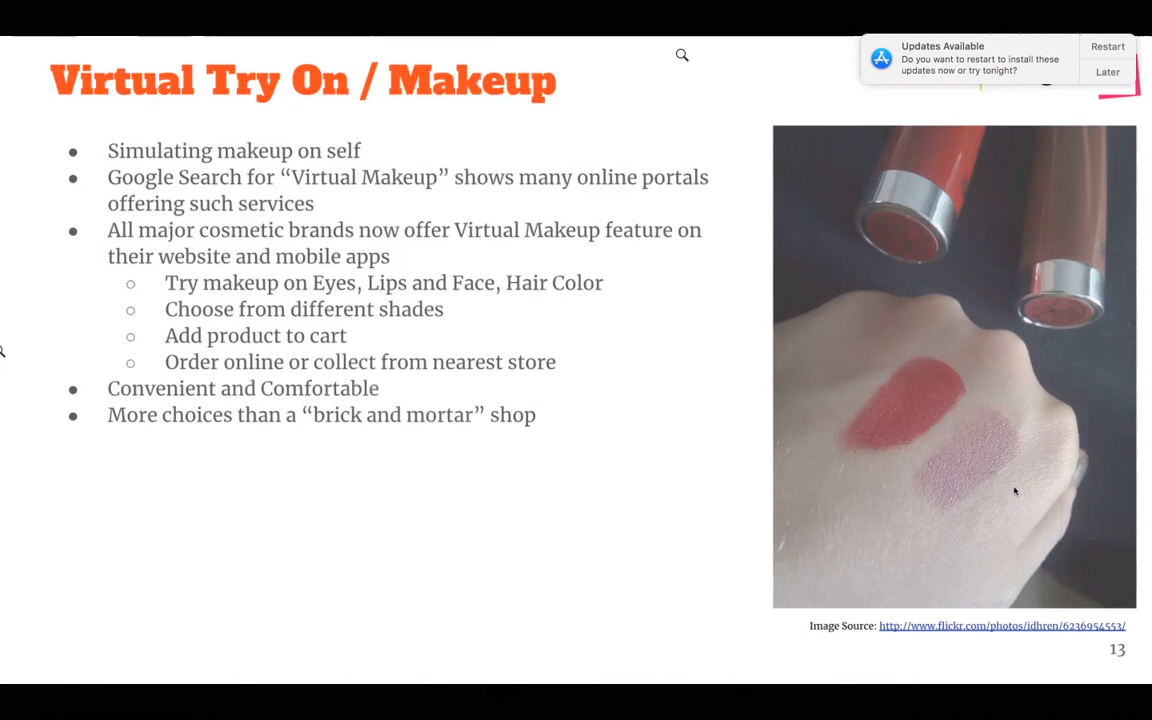 Updates Available
Do you want to restart to install these
updates now or try tonight?
Restart
Later
Virtual Try On / Makeup
● Simulating makeup on self
● Google Search for “Virtual Makeup” shows many online portals
offering such services
● All major cosmetic brands now offer Virtual Makeup feature on
their website and mobile apps
○ Try makeup on Eyes, Lips and Face, Hair Color
○ Choose from different shades
○ Add product to cart
○ Order online or collect from nearest store
● Convenient and Comfortable
● More choices than a “brick and mortar” shop
Image Source: http://www.flickr.com/photos/idhren/6236954553/
13